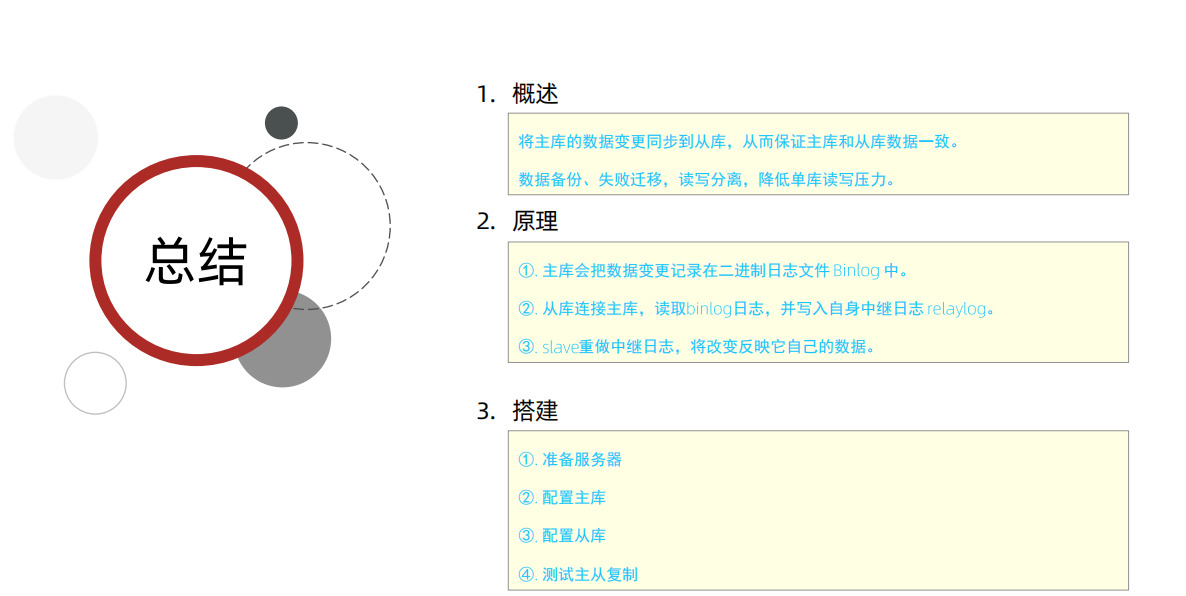 总结
1. 概述
将主库的数据变更同步到从库，从而保证主库和从库数据一致。
数据备份、失败迁移，读写分离，降低单库读写压力。
2. 原理
①. 主库会把数据变更记录在二进制日志文件 Binlog 中。
②. 从库连接主库，读取binlog日志，并写入自身中继日志 relaylog。
③. slave重做中继日志，将改变反映它自己的数据。
3. 搭建
①. 准备服务器
②. 配置主库
③. 配置从库
④. 测试主从复制